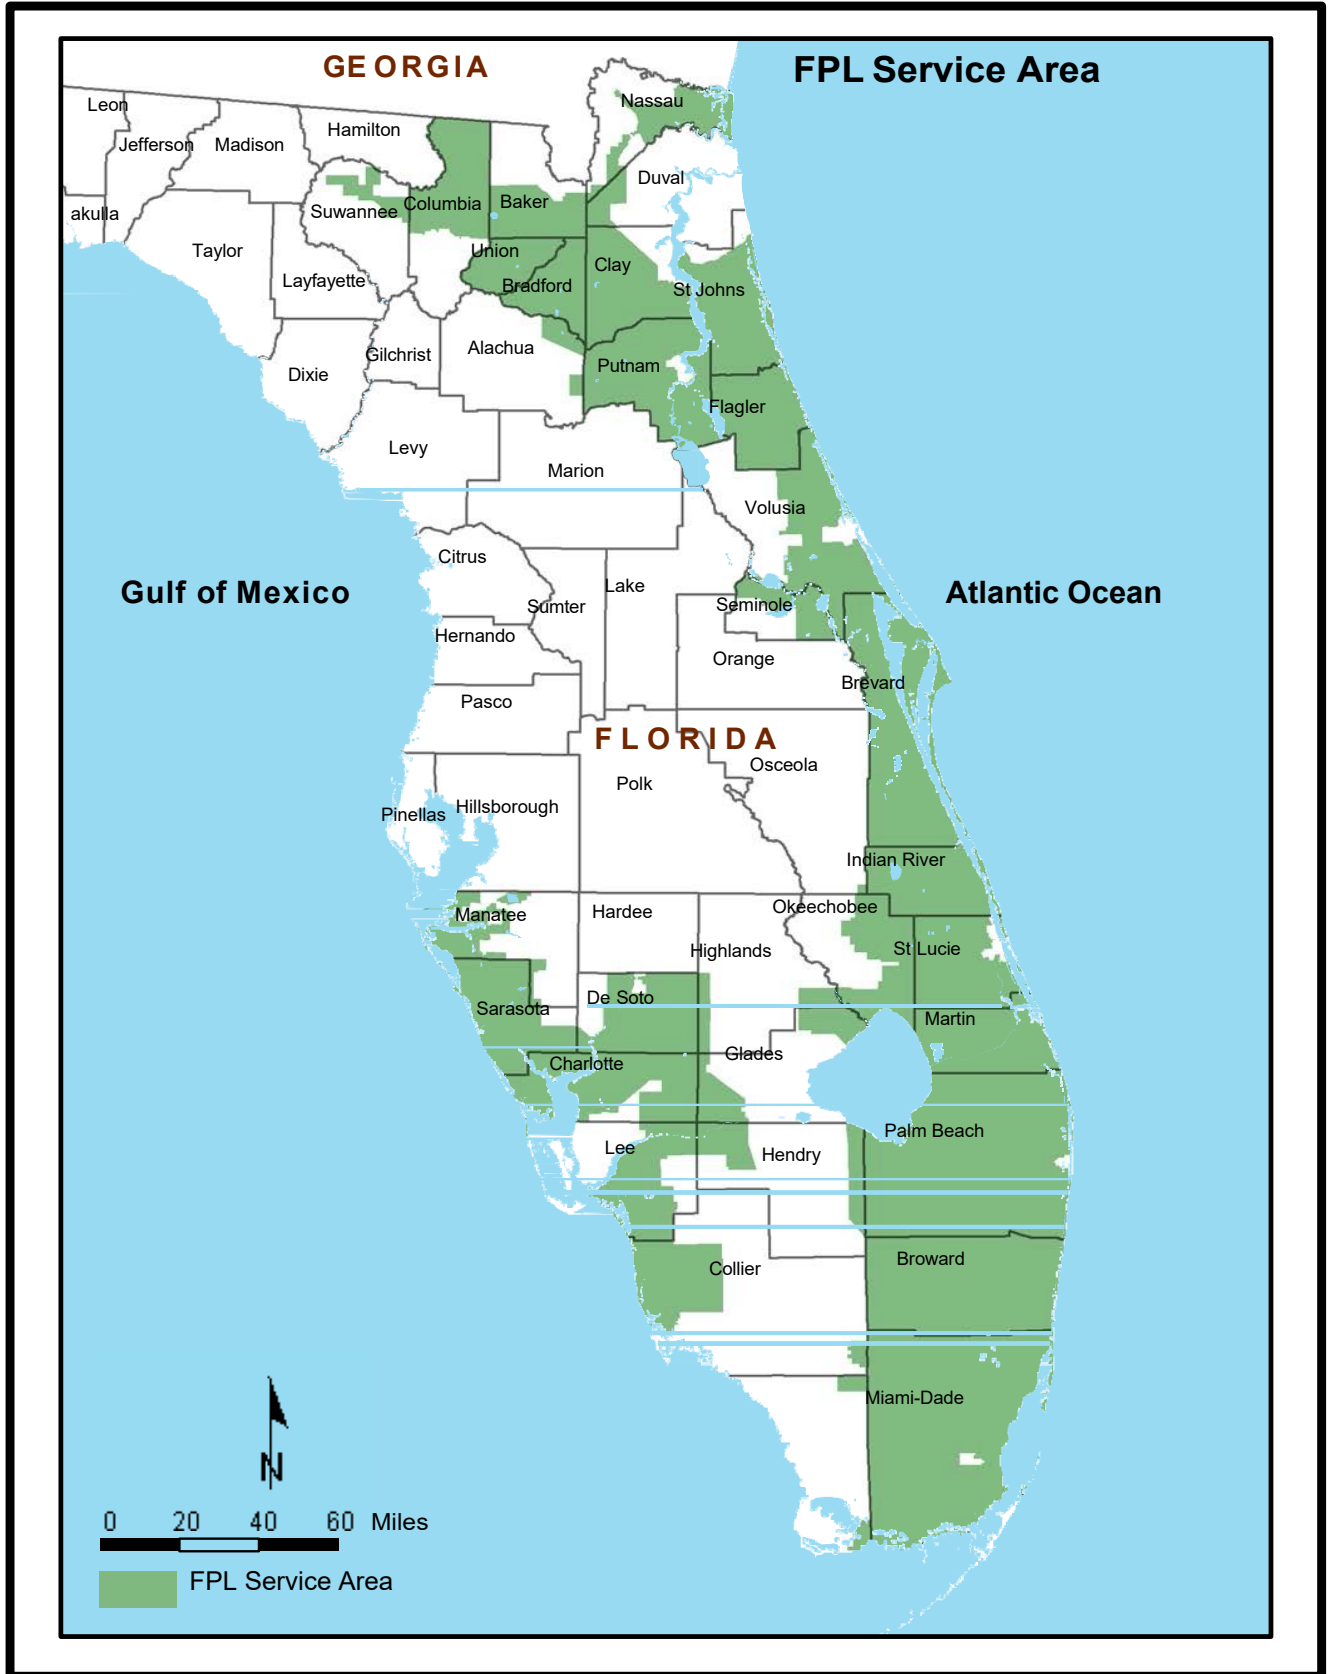 GEORGIA
FPL Service Area
Leon
Nassau
Jefferson
Madison
Hamilton
Duval
akulla
Suwannee
Columbia
Baker
Taylor
Union
Layfayette
Bradford
Clay
St Johns
Gilchrist
Alachua
Dixie
Putnam
Flagler
Levy
Marion
Volusia
Citrus
Gulf of Mexico
Sumter
Lake
Seminole
Atlantic Ocean
Hernando
Orange
Brevard
Pasco
FLORIDA
Osceola
Polk
Pinellas
Hillsborough
Indian River
Manatee
Hardee
Okeechobee
Highlands
St Lucie
Sarasota
De Soto
Martin
Charlotte
Glades
Palm Beach
Lee
Hendry
Collier
Broward
Miami-Dade
N
0 20 40 60 Miles
FPL Service Area